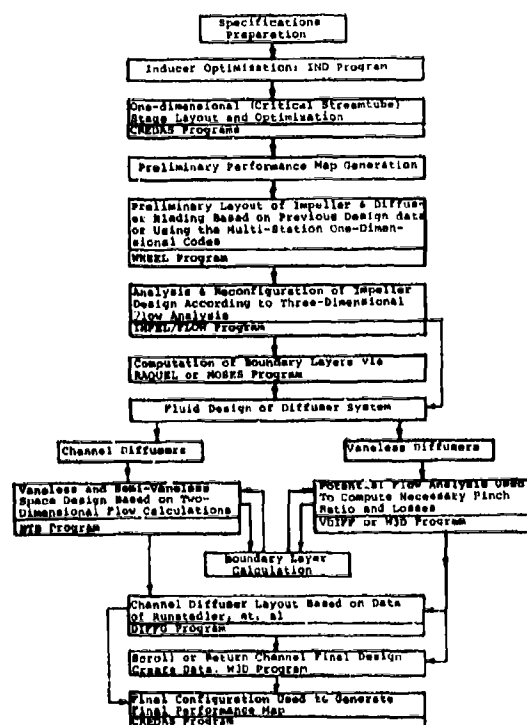 Specifications
Preparation
Inducer Optimisation: IND Program
One-dimensional (Critical Streamtube)
Stage Layout and Optimization
CREDAS Programs
Preliminary Performance Map Generation
Preliminary Layout of Impeller & Diffus-
er Blading Based on Previous Design data
or Using the Multi-Station One-Dimen-
sional Codes
WHEEL Program
Analysis & Reconfiguration of Impeller
Design According to Three-Dimensional
Flow Analysis
IMPEL/FLOW Program
Computation of Boundary Layers via
RAQUEL or MOSES Program
Fluid Design of Diffuser System
Channel Diffusers
Vaneless Diffusers
Vaneless and Semi-Vaneless
Space Design Based on Two-
Dimensional Flow Calculations
Program
Potential Flow Analysis Used
To Compute Necessary Pinch
Ratio and Losses
VDIFF or W3D Program
Boundary Layer
Calculation
Channel Diffuser Layout Based on Data
of Runstadler, et. al
DIFFO Program
Scroll or Return Channel Final Design
Create Data. W3D Program
Final Configuration Used to Generate
Final Performance Map
CREDAS Program